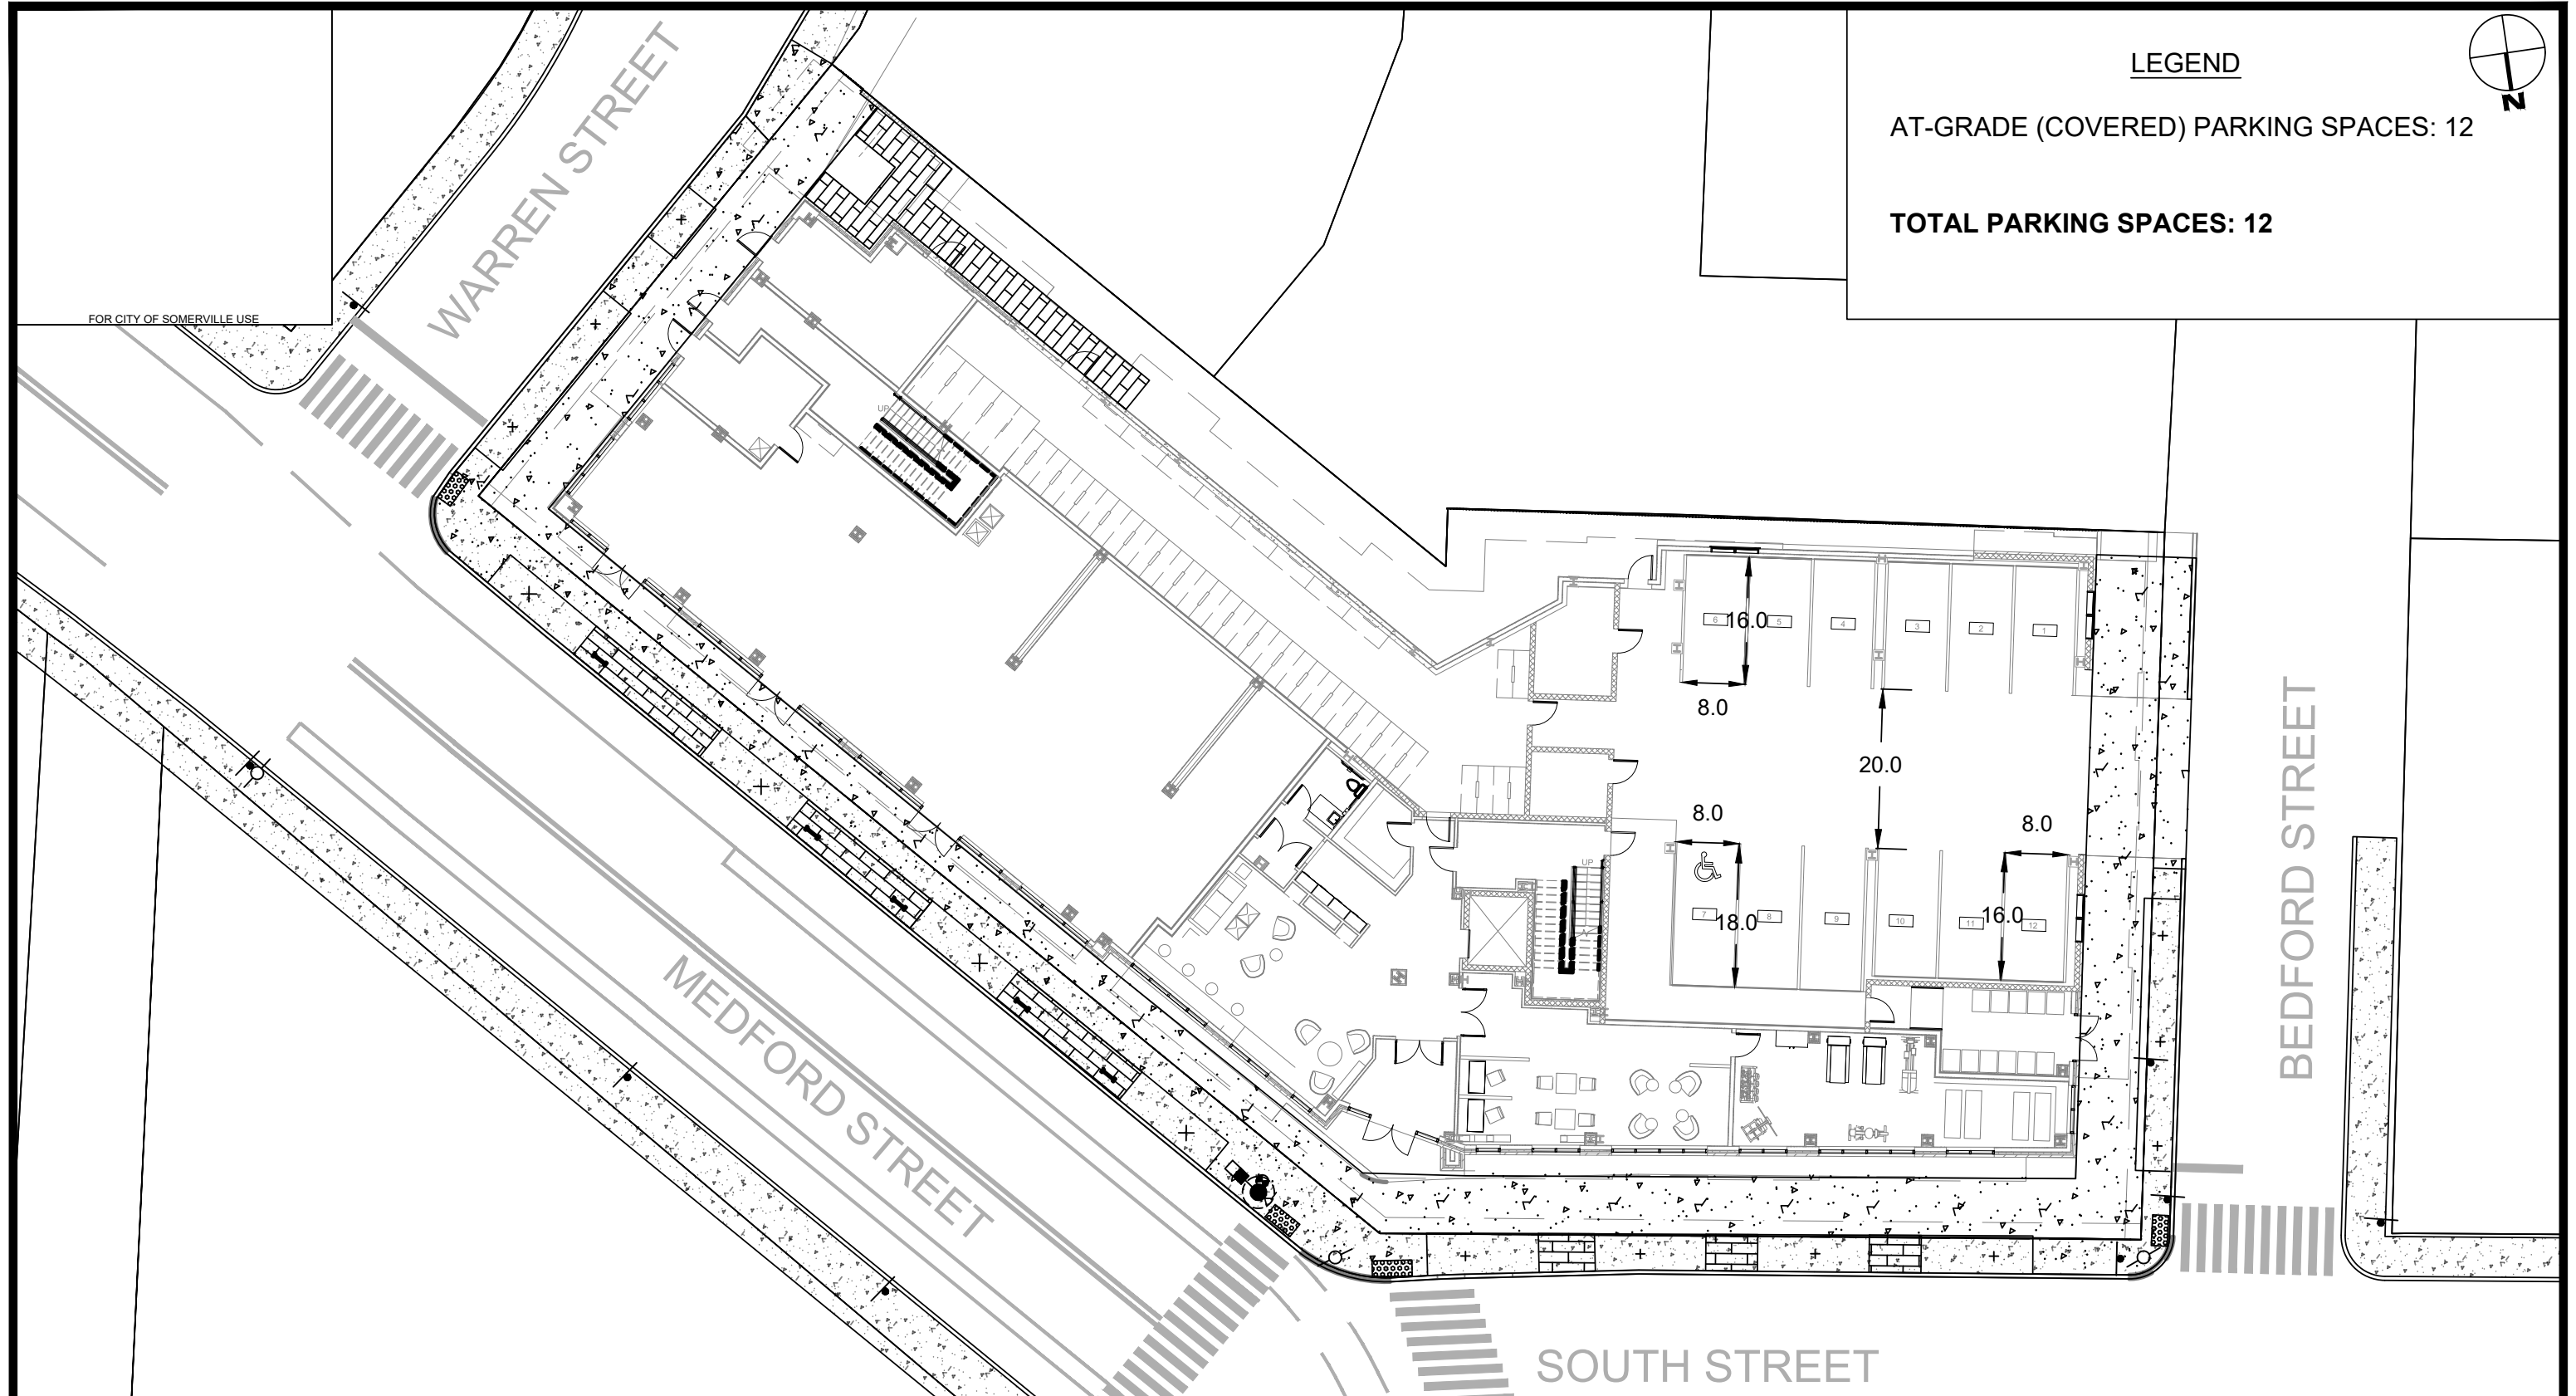 LEGEND
N
AT-GRADE (COVERED) PARKING SPACES: 12
TOTAL PARKING SPACES: 12
FOR CITY OF SOMERVILLE USE
WARREN STREET
UP
6
16.0
5
4
3
2
1
8.0
20.0
8.0
8.0
UP
7
18.0
8
9
10
11
16.0
12
BEDFORD STREET
MEDFORD STREET
SOUTH STREET